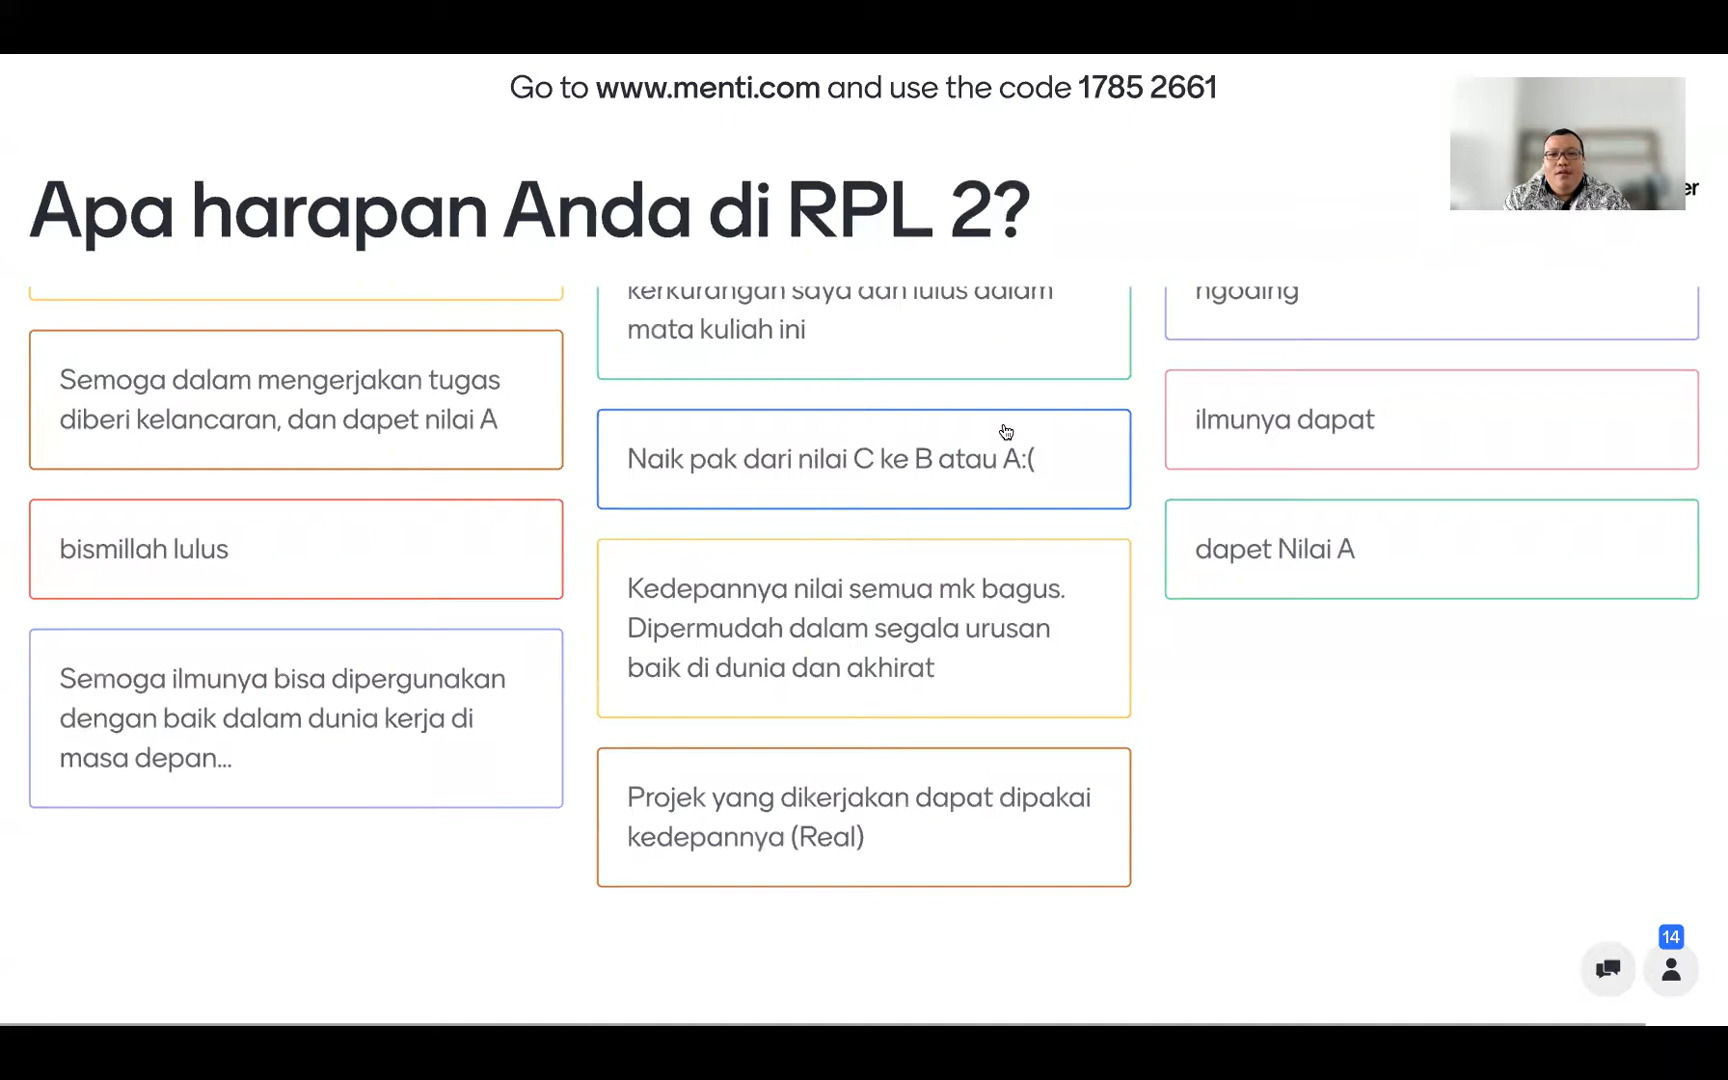 Go to www.menti.com and use the code 1785 2661
er
Apa harapan Anda di RPL 2?
Semoga dalam mengerjakan tugas
diberi kelancaran, dan dapet nilai A
bismillah lulus
Semoga ilmunya bisa dipergunakan
dengan baik dalam dunia kerja di
masa depan...
kerkurangan saya dan lulus dalam
mata kuliah ini
Naik pak dari nilai C ke B atau A:(
Kedepannya nilai semua mk bagus.
Dipermudah dalam segala urusan
baik di dunia dan akhirat
Projek yang dikerjakan dapat dipakai
kedepannya (Real)
ngoding
ilmunya dapat
dapet Nilai A
14